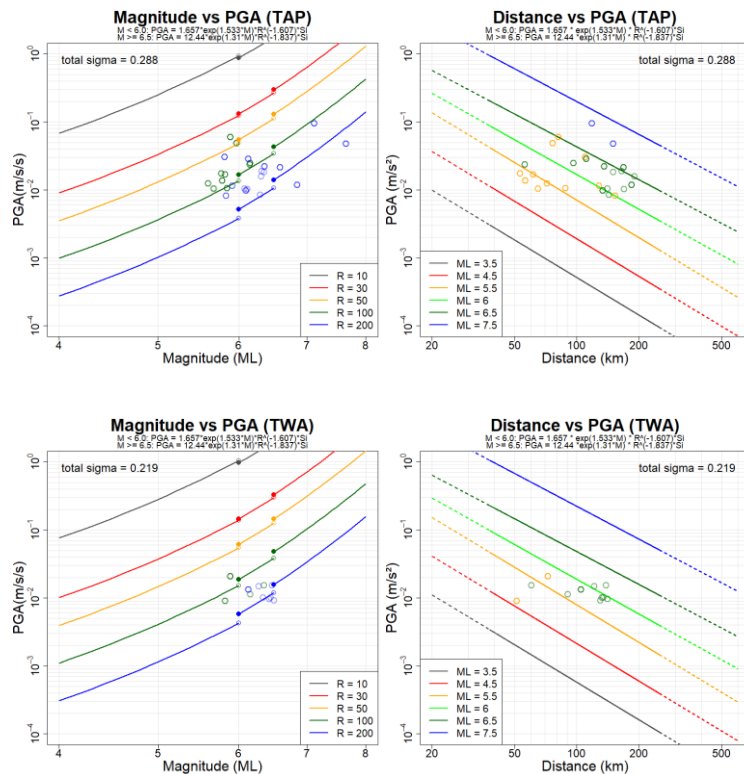 Magnitude vs PGA (TAP)
M < 6.0: PGA = 1.657*exp(1.533*M)*R^(-1.607)*Si
M >= 6.5: PGA = 12.44*exp(1.31*M)*R^(-1.837)*Si
total sigma = 0.288
PGA(m/s/s)
10^0
10^-1
10^-2
10^-3
10^-4
R = 10
R = 30
R = 50
R = 100
R = 200
4 5 6 7 8
Magnitude (ML)
Distance vs PGA (TAP)
M < 6.0: PGA = 1.657 * exp(1.533*M) * R^(-1.607)*Si
M >= 6.5: PGA = 12.44 * exp(1.31*M) * R^(-1.837)*Si
total sigma = 0.288
PGA (m/s²)
10^0
10^-1
10^-2
10^-3
10^-4
ML = 3.5
ML = 4.5
ML = 5.5
ML = 6
ML = 6.5
ML = 7.5
20 50 100 200 500
Distance (km)
Magnitude vs PGA (TWA)
M < 6.0: PGA = 1.657*exp(1.533*M)*R^(-1.607)*Si
M >= 6.5: PGA = 12.44*exp(1.31*M)*R^(-1.837)*Si
total sigma = 0.219
PGA(m/s/s)
10^0
10^-1
10^-2
10^-3
10^-4
R = 10
R = 30
R = 50
R = 100
R = 200
4 5 6 7 8
Magnitude (ML)
Distance vs PGA (TWA)
M < 6.0: PGA = 1.657 * exp(1.533*M) * R^(-1.607)*Si
M >= 6.5: PGA = 12.44 * exp(1.31*M) * R^(-1.837)*Si
total sigma = 0.219
PGA (m/s²)
10^0
10^-1
10^-2
10^-3
10^-4
ML = 3.5
ML = 4.5
ML = 5.5
ML = 6
ML = 6.5
ML = 7.5
20 50 100 200 500
Distance (km)